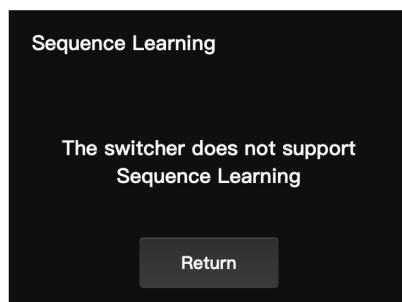 Sequence Learning
The switcher does not support
Sequence Learning
Return